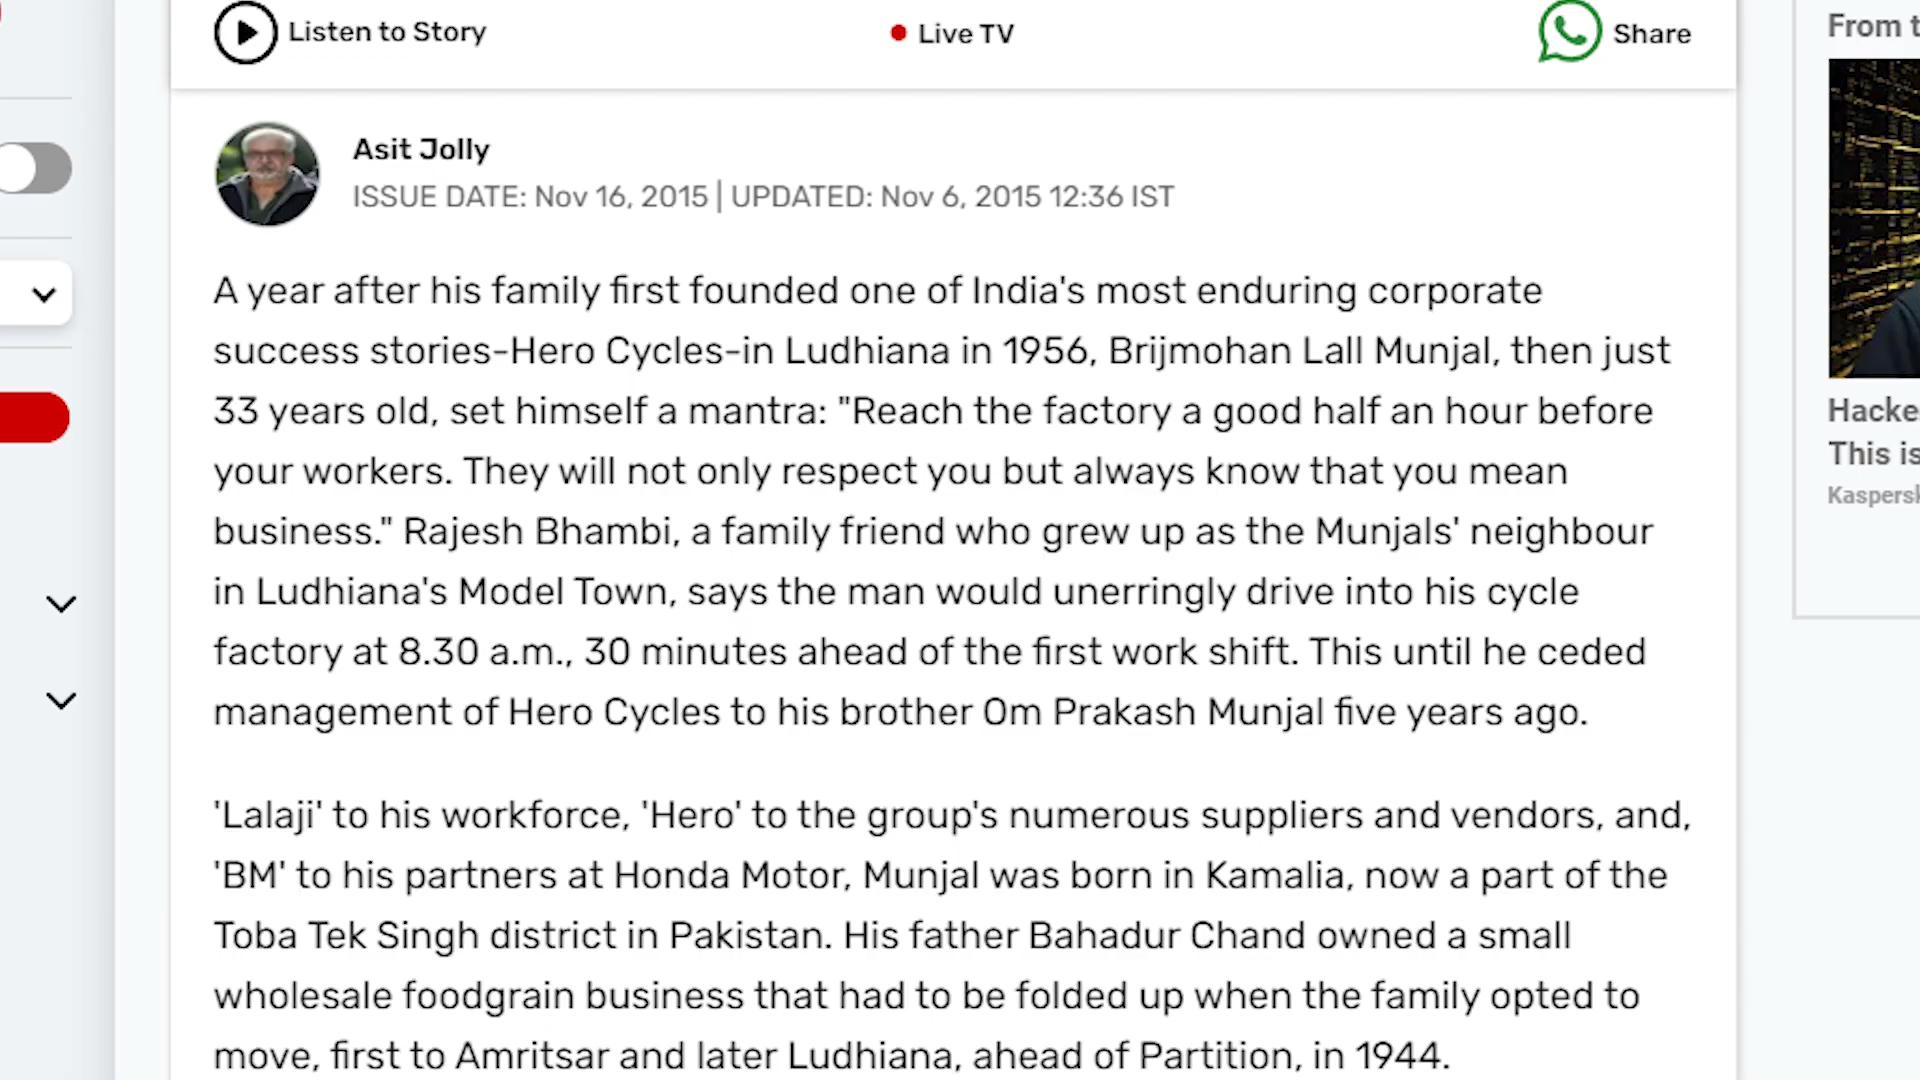 Listen to Story
Live TV
Share
From
Asit Jolly
ISSUE DATE: Nov 16, 2015 | UPDATED: Nov 6, 2015 12:36 IST
A year after his family first founded one of India's most enduring corporate
success stories-Hero Cycles-in Ludhiana in 1956, Brijmohan Lall Munjal, then just
33 years old, set himself a mantra: "Reach the factory a good half an hour before
your workers. They will not only respect you but always know that you mean
business." Rajesh Bhambi, a family friend who grew up as the Munjals' neighbour
in Ludhiana's Model Town, says the man would unerringly drive into his cycle
factory at 8.30 a.m., 30 minutes ahead of the first work shift. This until he ceded
management of Hero Cycles to his brother Om Prakash Munjal five years ago.
'Lalaji' to his workforce, 'Hero' to the group's numerous suppliers and vendors, and,
'BM' to his partners at Honda Motor, Munjal was born in Kamalia, now a part of the
Toba Tek Singh district in Pakistan. His father Bahadur Chand owned a small
wholesale foodgrain business that had to be folded up when the family opted to
move, first to Amritsar and later Ludhiana, ahead of Partition, in 1944.
This is